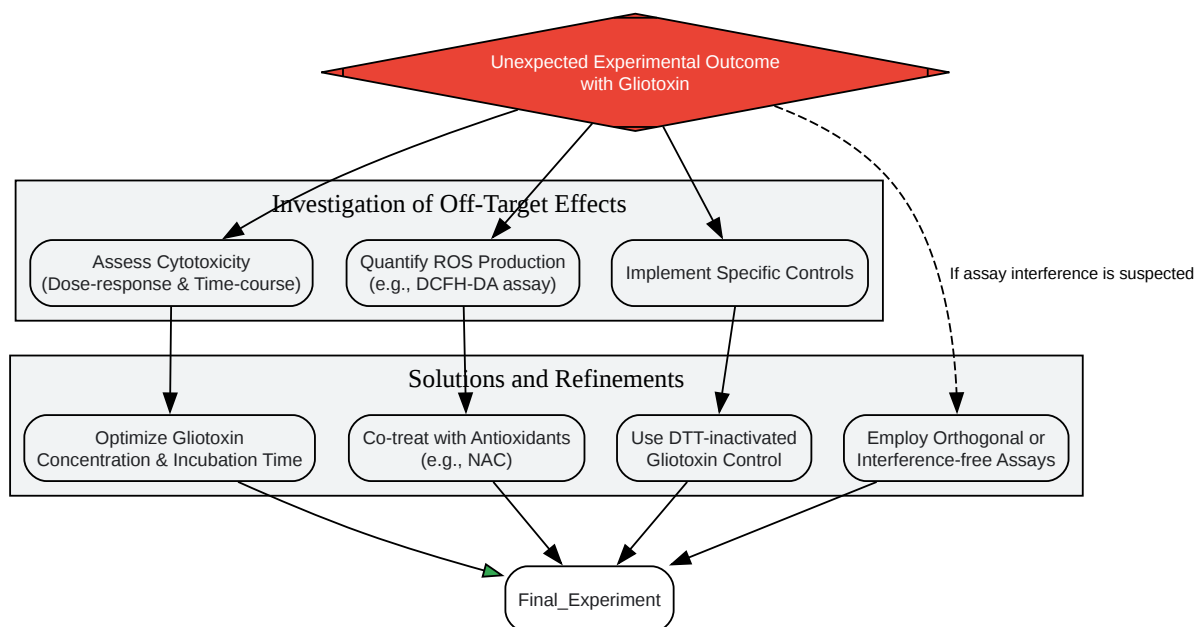 Unexpected Experimental Outcome
with Gliotoxin
Investigation of Off-Target Effects
Assess Cytotoxicity
(Dose-response & Time-course)
Quantify ROS Production
(e.g., DCFH-DA assay)
Implement Specific Controls
If assay interference is suspected
Solutions and Refinements
Optimize Gliotoxin
Concentration & Incubation Time
Co-treat with Antioxidants
(e.g., NAC)
Use DTT-inactivated
Gliotoxin Control
Employ Orthogonal or
Interference-free Assays
Final_Experiment